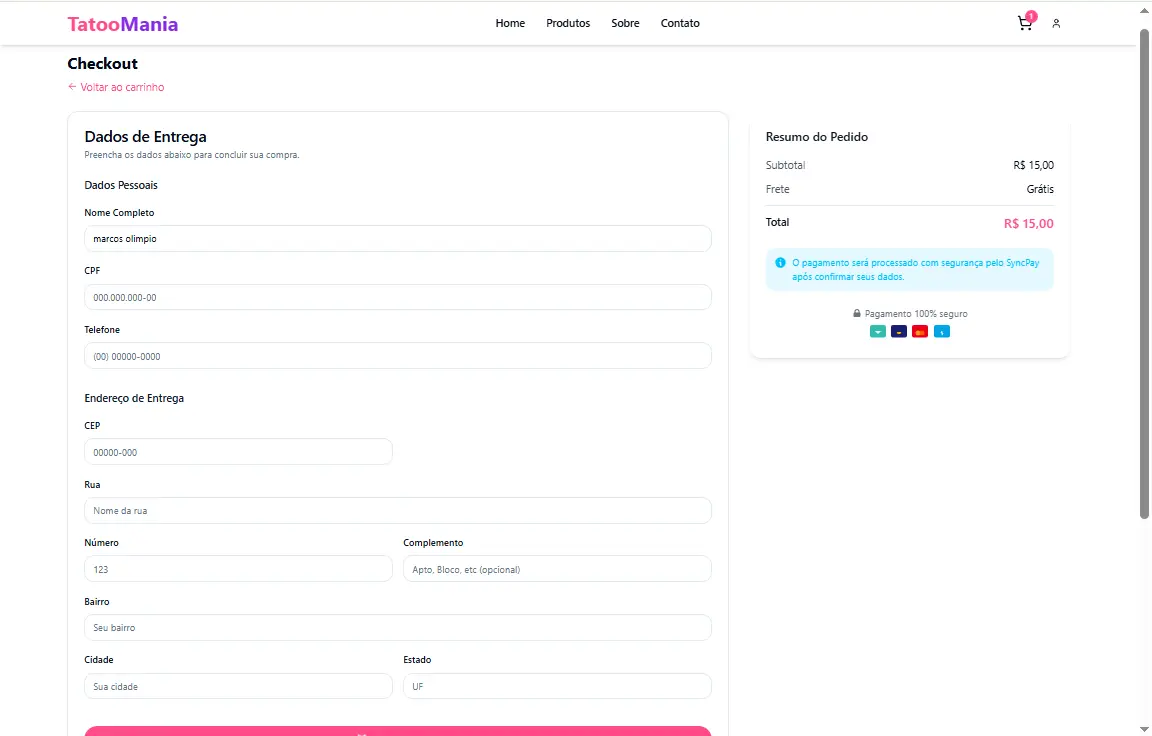 TatooMania
Home Produtos Sobre Contato
1
Checkout
← Voltar ao carrinho
Dados de Entrega
Preencha os dados abaixo para concluir sua compra.
Dados Pessoais
Nome Completo
marcos olimpio
CPF
000.000.000-00
Telefone
(00) 00000-0000
Endereço de Entrega
CEP
00000-000
Rua
Nome da rua
Número Complemento
123 Apto, Bloco, etc (opcional)
Bairro
Seu bairro
Cidade Estado
Sua cidade UF
Resumo do Pedido
Subtotal R$ 15,00
Frete Grátis
Total R$ 15,00
O pagamento será processado com segurança pelo SyncPay
após confirmar seus dados.
Pagamento 100% seguro